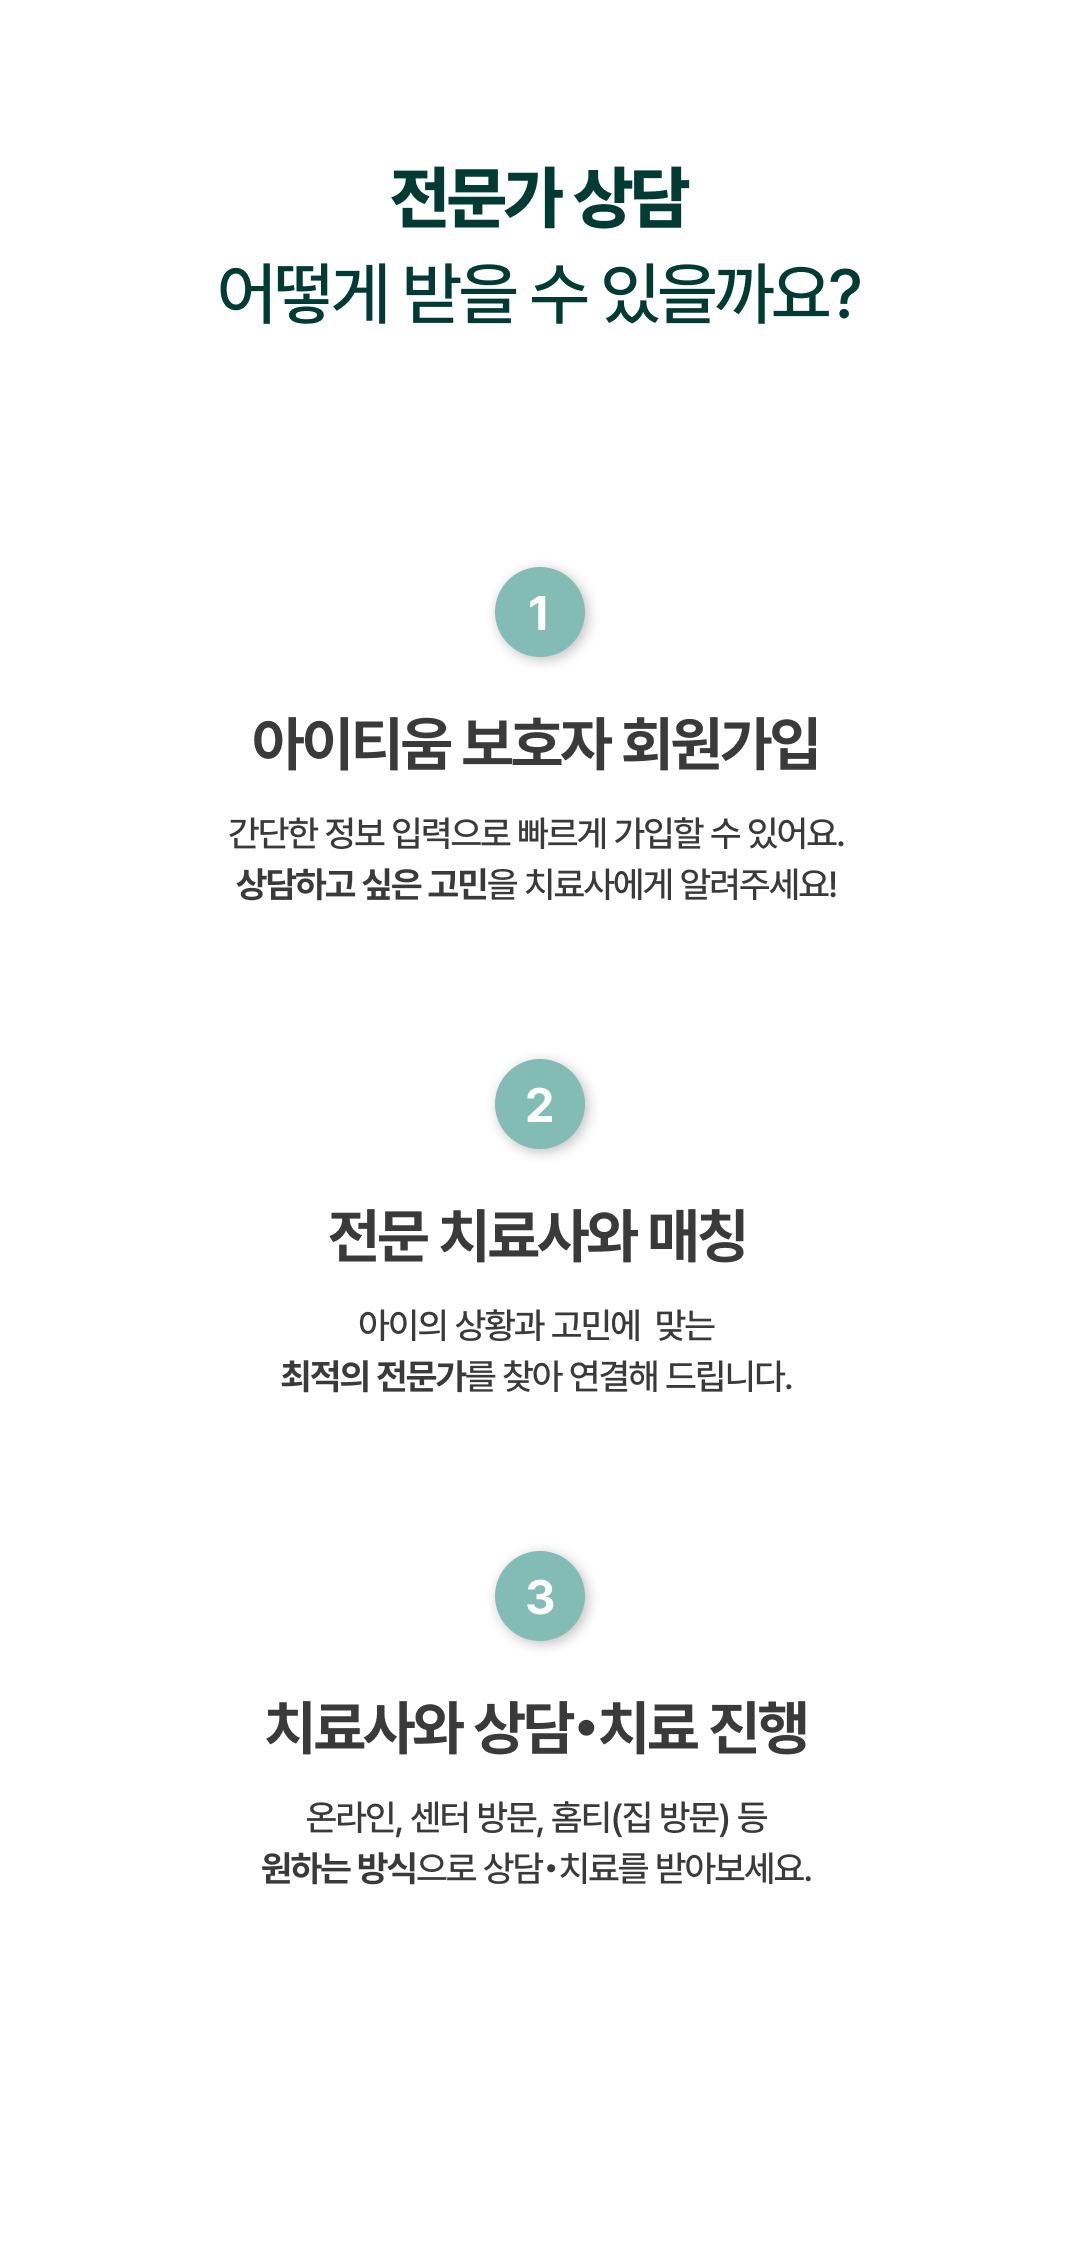 전문가 상담
어떻게 받을 수 있을까요?
1
아이티움 보호자 회원가입
간단한 정보 입력으로 빠르게 가입할 수 있어요.
상담하고 싶은 고민을 치료사에게 알려주세요!
2
전문 치료사와 매칭
아이의 상황과 고민에 맞는
최적의 전문가를 찾아 연결해 드립니다.
3
치료사와 상담•치료 진행
온라인, 센터 방문, 홈티(집 방문) 등
원하는 방식으로 상담•치료를 받아보세요.